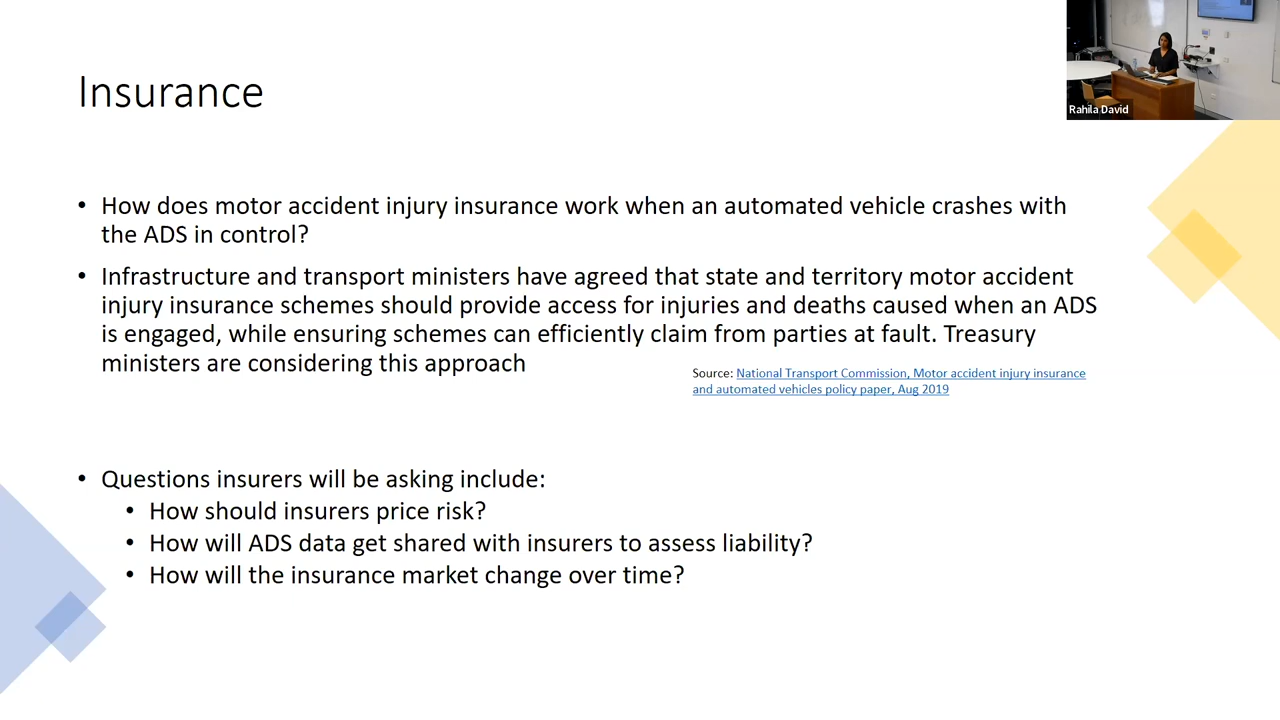 Insurance
Rahila David
• How does motor accident injury insurance work when an automated vehicle crashes with
the ADS in control?
• Infrastructure and transport ministers have agreed that state and territory motor accident
injury insurance schemes should provide access for injuries and deaths caused when an ADS
is engaged, while ensuring schemes can efficiently claim from parties at fault. Treasury
ministers are considering this approach
Source: National Transport Commission, Motor accident injury insurance
and automated vehicles policy paper, Aug 2019
• Questions insurers will be asking include:
• How should insurers price risk?
• How will ADS data get shared with insurers to assess liability?
• How will the insurance market change over time?